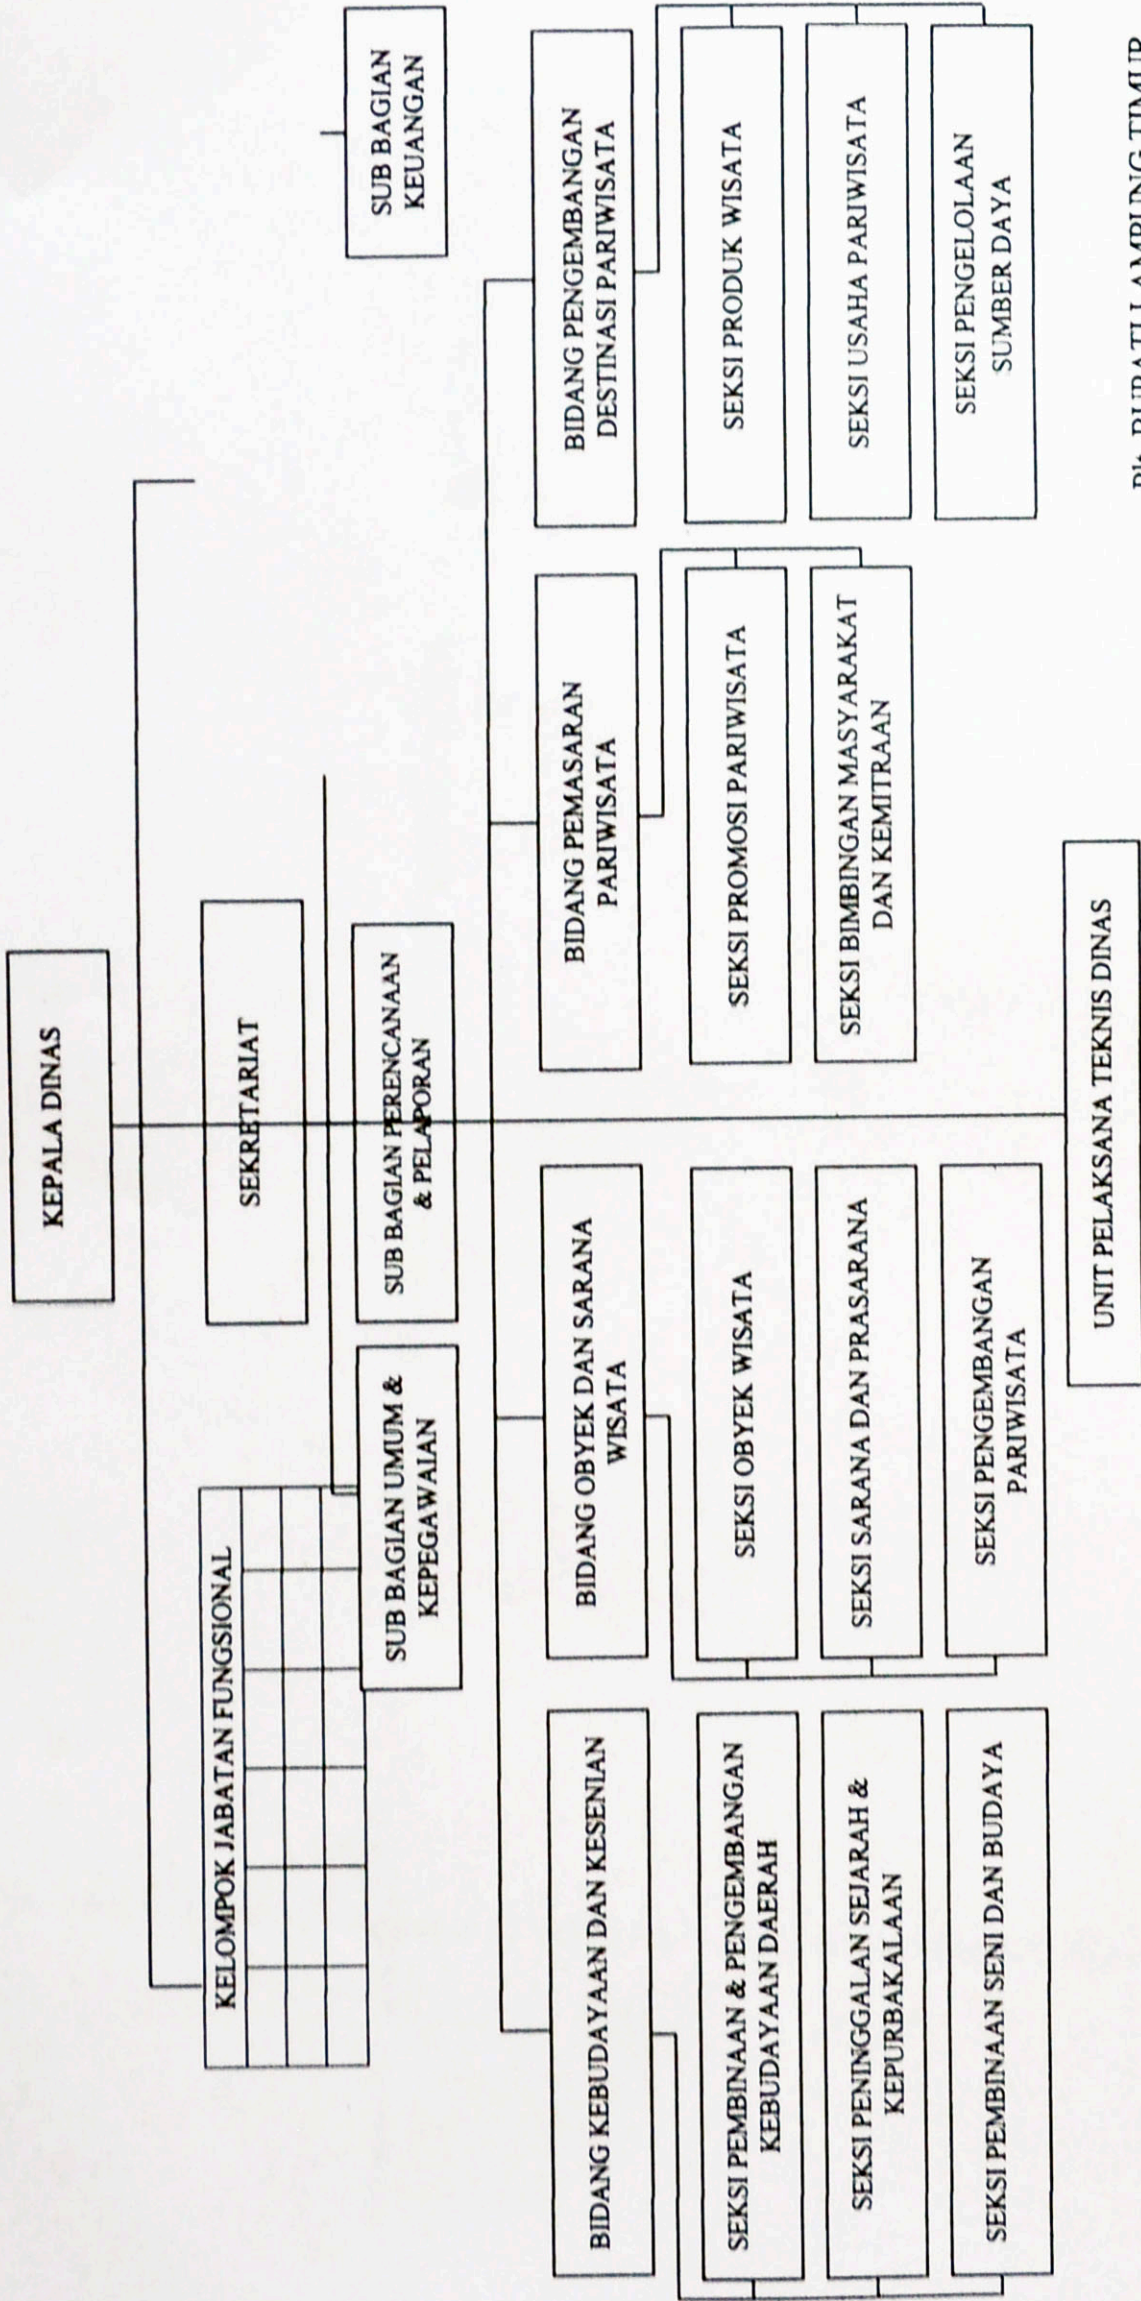 KEPALA DINAS
KELOMPOK JABATAN FUNGSIONAL
SEKRETARIAT
SUB BAGIAN UMUM &
KEPEGAWAIAN
SUB BAGIAN PERENCANAAN
& PELAPORAN
SUB BAGIAN
KEUANGAN
BIDANG KEBUDAYAAN DAN KESENIAN
BIDANG OBYEK DAN SARANA
WISATA
BIDANG PEMASARAN
PARIWISATA
BIDANG PENGEMBANGAN
DESTINASI PARIWISATA
SEKSI PEMBINAAN & PENGEMBANGAN
KEBUDAYAAN DAERAH
SEKSI OBYEK WISATA
SEKSI PROMOSI PARIWISATA
SEKSI PRODUK WISATA
SEKSI PENINGGALAN SEJARAH &
KEPURBAKALAAN
SEKSI SARANA DAN PRASARANA
SEKSI BIMBINGAN MASYARAKAT
DAN KEMITRAAN
SEKSI USAHA PARIWISATA
SEKSI PEMBINAAN SENI DAN BUDAYA
SEKSI PENGEMBANGAN
PARIWISATA
SEKSI PENGELOLAAN
SUMBER DAYA
UNIT PELAKSANA TEKNIS DINAS
Plt. BUPATI LAMPUNG TIMUR